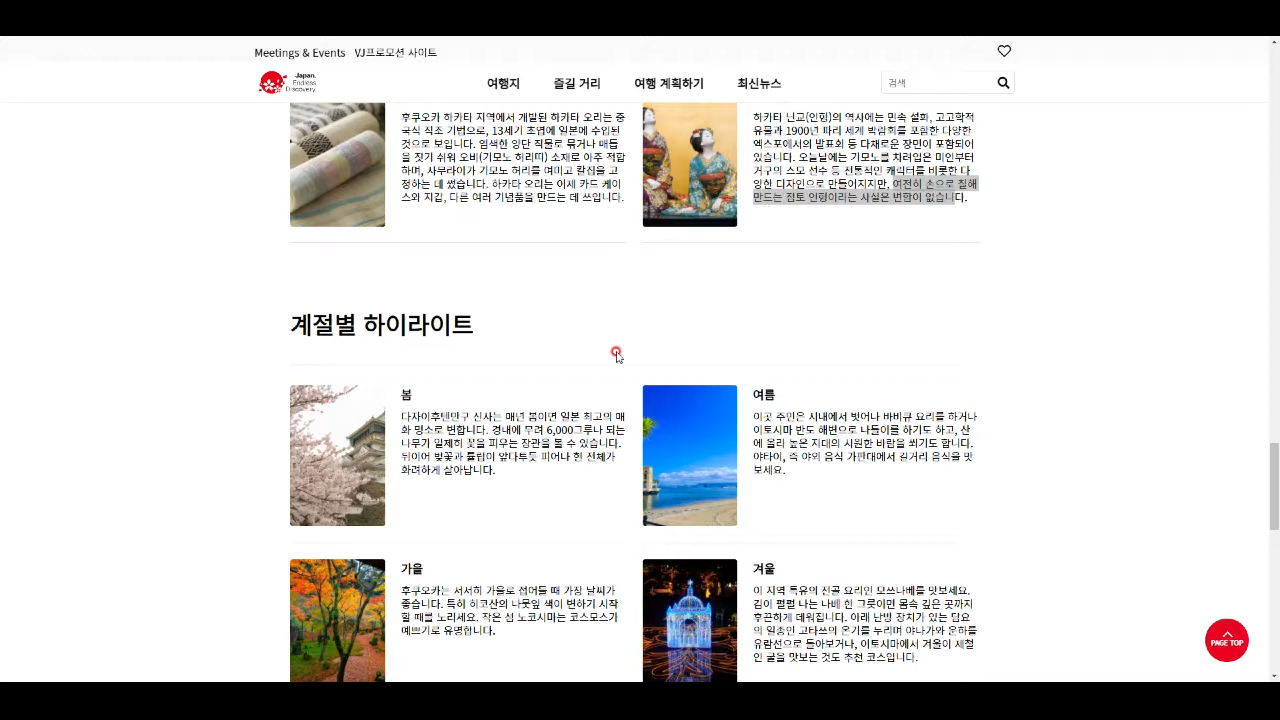 Meetings & Events VJ프로모션 사이트
Japan.
Endless
Discovery.
여행지 즐길 거리 여행 계획하기 최신뉴스 검색
후쿠오카 하카타 지역에서 개발된 하카타 오리는 중
국식 직조 기법으로, 13세기 초엽에 일본에 수입된
것으로 보입니다. 염색한 양단 직물로 묶거나 매듭
을 짓기 쉬워 오비(기모노 허리띠) 소재로 아주 적합
하며, 사무라이가 기모노 허리를 여미고 칼집을 고
정하는 데 썼습니다. 하카다 오리는 이제 카드 케이
스와 지갑, 다른 여러 기념품을 만드는 데 쓰입니다.
하카타 닌교(인형)의 역사에는 민속 설화, 고고학적
유물과 1900년 파리 세계 박람회를 포함한 다양한
엑스포에서의 발표회 등 다채로운 장면이 포함되어
있습니다. 오늘날에는 기모노를 차려입은 미인부터
거구의 스모 선수 등 전통적인 캐릭터를 비롯한 다
양한 디자인으로 만들어지지만, 여전히 손으로 칠해
만드는 점토 인형이라는 사실은 변함이 없습니다.
계절별 하이라이트
봄
다자이후텐만구 신사는 매년 봄이면 일본 최고의 매
화 명소로 변합니다. 경내에 무려 6,000그루나 되는
나무가 일제히 꽃을 피우는 장관을 볼 수 있습니다.
뒤이어 벚꽃과 튤립이 앞다투듯 피어나 현 전체가
화려하게 살아납니다.
여름
이곳 주민은 시내에서 벗어나 바비큐 요리를 하거나
이토시마 반도 해변으로 나들이를 하기도 하고, 산
에 올라 높은 지대의 시원한 바람을 쐬기도 합니다.
야타이, 즉 야외 음식 가판대에서 길거리 음식을 맛
보세요.
가을
후쿠오카는 서서히 가을로 접어들 때 가장 날씨가
좋습니다. 특히 히코산의 나뭇잎 색이 변하기 시작
할 때를 노리세요. 작은 섬 노코시마는 코스모스가
예쁘기로 유명합니다.
겨울
이 지역 특유의 전골 요리인 모쓰나베를 맛보세요.
김이 펄펄 나는 나베 한 그릇이면 몸속 깊은 곳까지
후끈하게 데워집니다. 아래 난방 장치가 있는 담요
의 일종인 고타쓰의 온기를 누리며 야나가와 운하를
유람선으로 돌아보거나, 이토시마에서 겨울이 제철
인 굴을 맛보는 것도 추천 코스입니다.
PAGE TOP